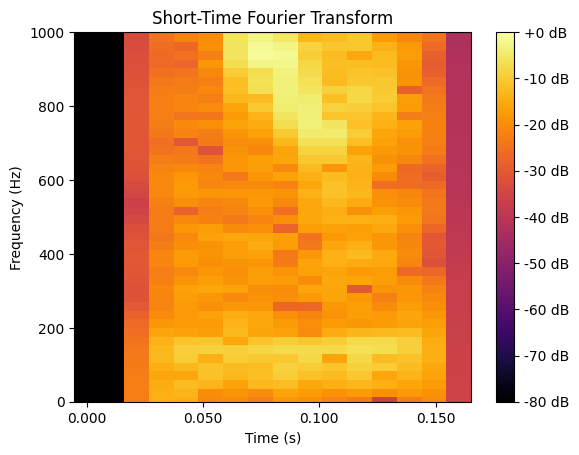 Short-Time Fourier Transform
Frequency (Hz)
1000
800
600
400
200
0
0.000
0.050
0.100
0.150
Time (s)
+0 dB
-10 dB
-20 dB
-30 dB
-40 dB
-50 dB
-60 dB
-70 dB
-80 dB